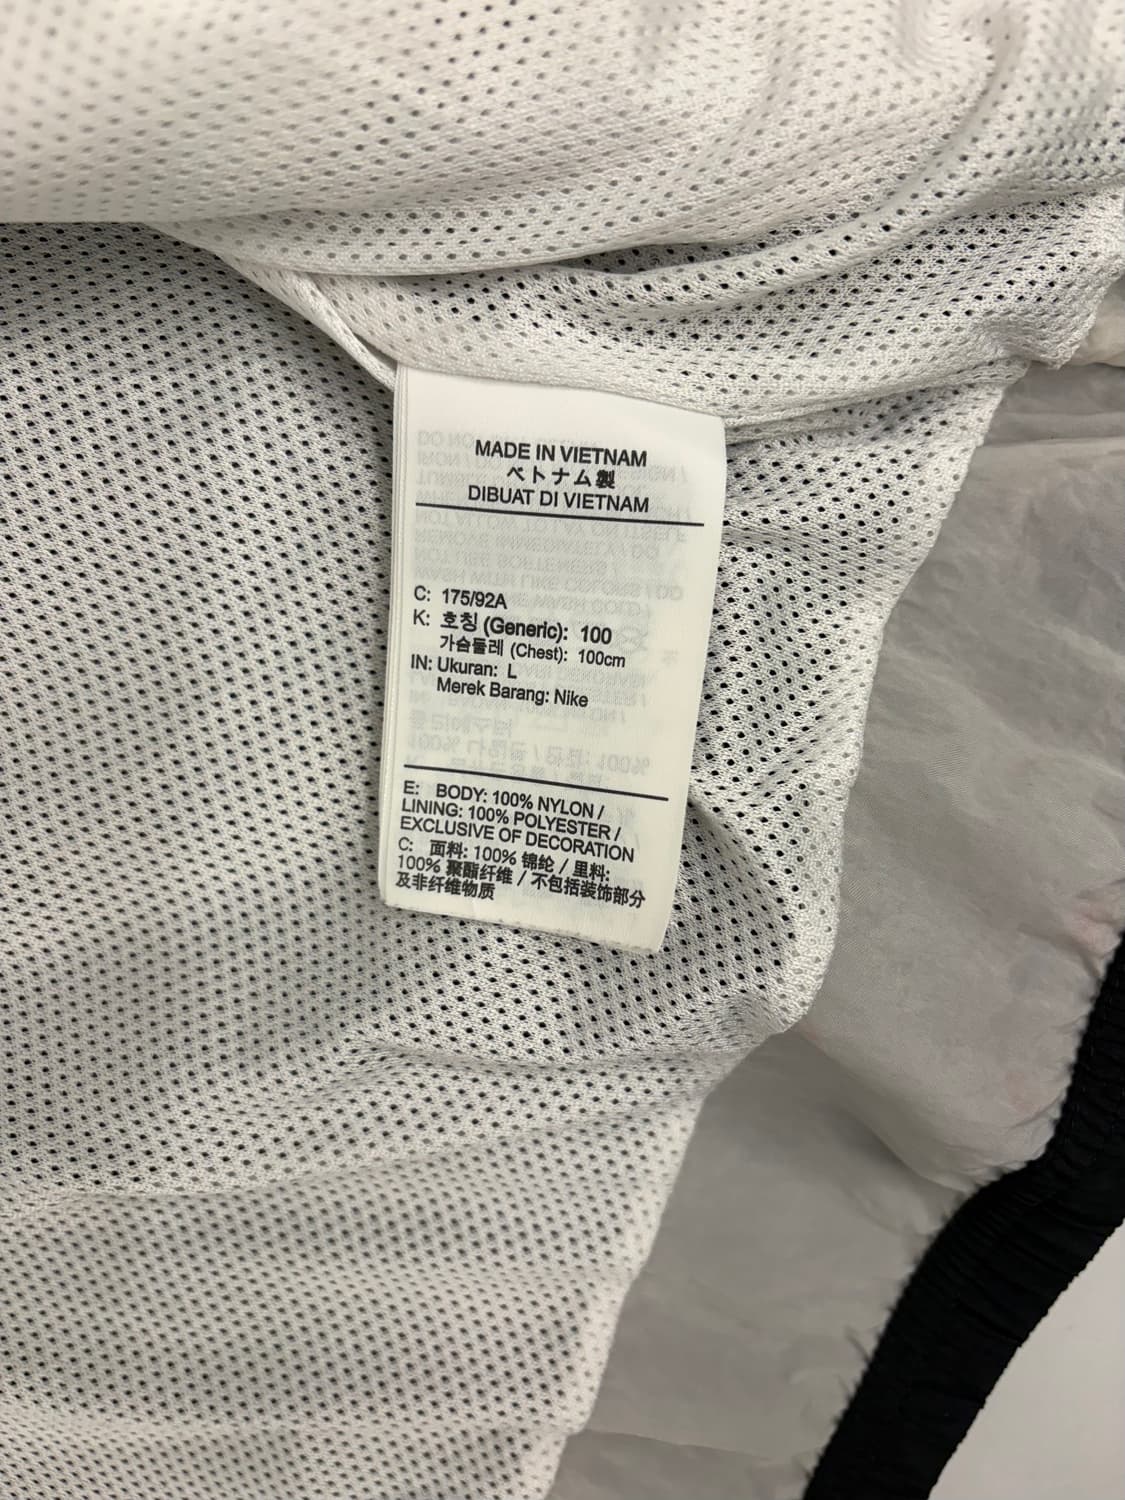 MADE IN VIETNAM
ベトナム製
DIBUAT DI VIETNAM
C: 175/92A
K: 호칭 (Generic): 100
가슴둘레 (Chest): 100cm
IN: Ukuran: L
Merek Barang: Nike
E: BODY: 100% NYLON /
LINING: 100% POLYESTER /
EXCLUSIVE OF DECORATION
C: 面料: 100% 锦纶 / 里料:
100% 聚酯纤维 / 不包括装饰部分
及非纤维物质